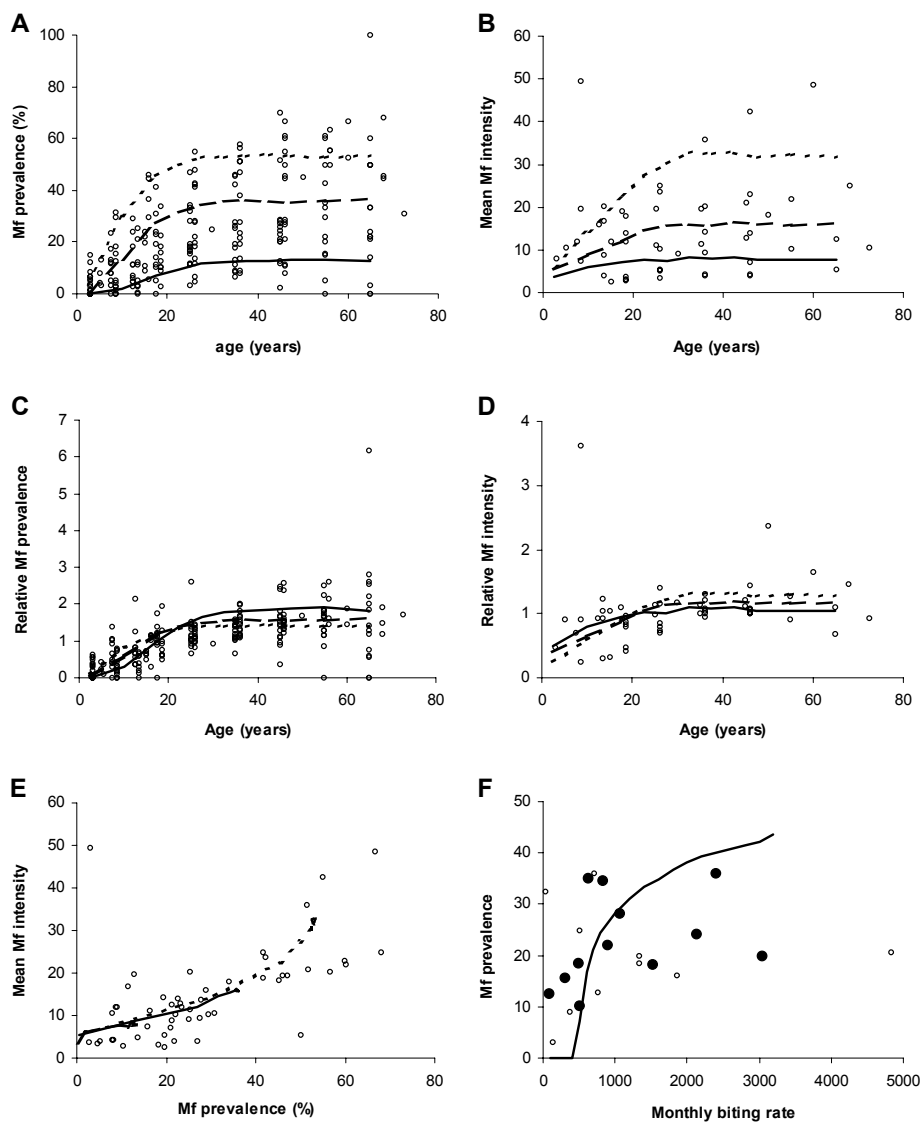 A
Mf prevalence (%)
100
80
60
40
20
0
0 20 40 60 80
age (years)
B
Mean Mf intensity
60
50
40
30
20
10
0
0 20 40 60 80
Age (years)
C
Relative Mf prevalence
7
6
5
4
3
2
1
0
0 20 40 60 80
Age (years)
D
Relative Mf intensity
4
3
2
1
0
0 20 40 60 80
Age (years)
E
Mean Mf intensity
60
50
40
30
20
10
0
0 20 40 60 80
Mf prevalence (%)
F
Mf prevalence
50
40
30
20
10
0
0 1000 2000 3000 4000 5000
Monthly biting rate